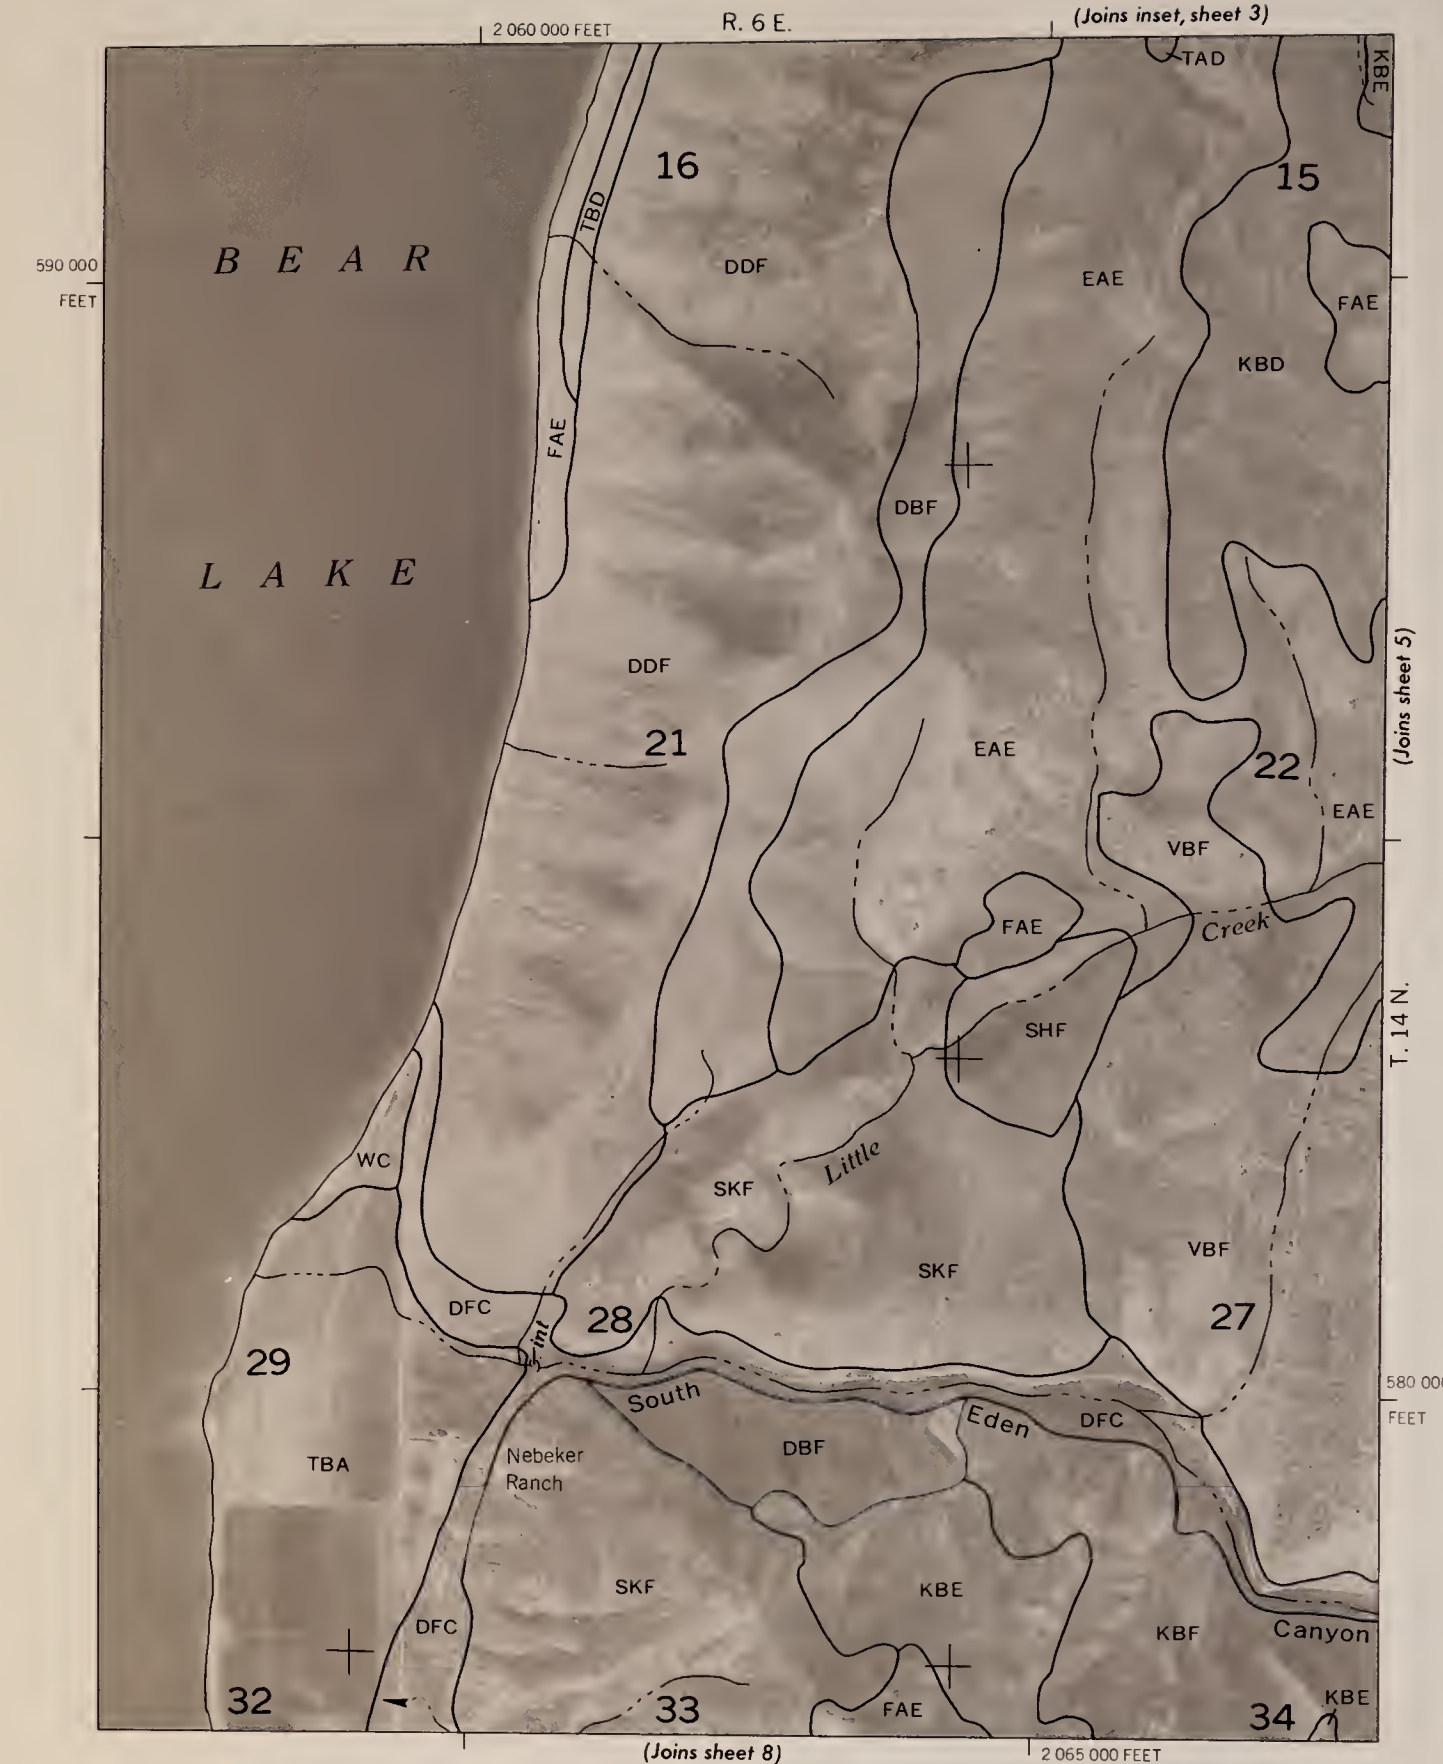 2 060 000 FEET
R. 6 E.
(Joins inset, sheet 3)
TAD
KBE
16
15
TBD
590 000
FEET
B E A R
DDF
EAE
FAE
KBD
FAE
DBF
L A K E
DDF
(Joins sheet 5)
21
EAE
22
EAE
VBF
FAE
Creek
SHF
T. 14 N.
WC
SKF
Little
VBF
SKF
DFC
28
int
27
29
580 000
FEET
South
Eden
DFC
DBF
TBA
Nebeker
Ranch
SKF
KBE
DFC
KBF
Canyon
32
33
FAE
34
KBE
(Joins sheet 8)
2 065 000 FEET